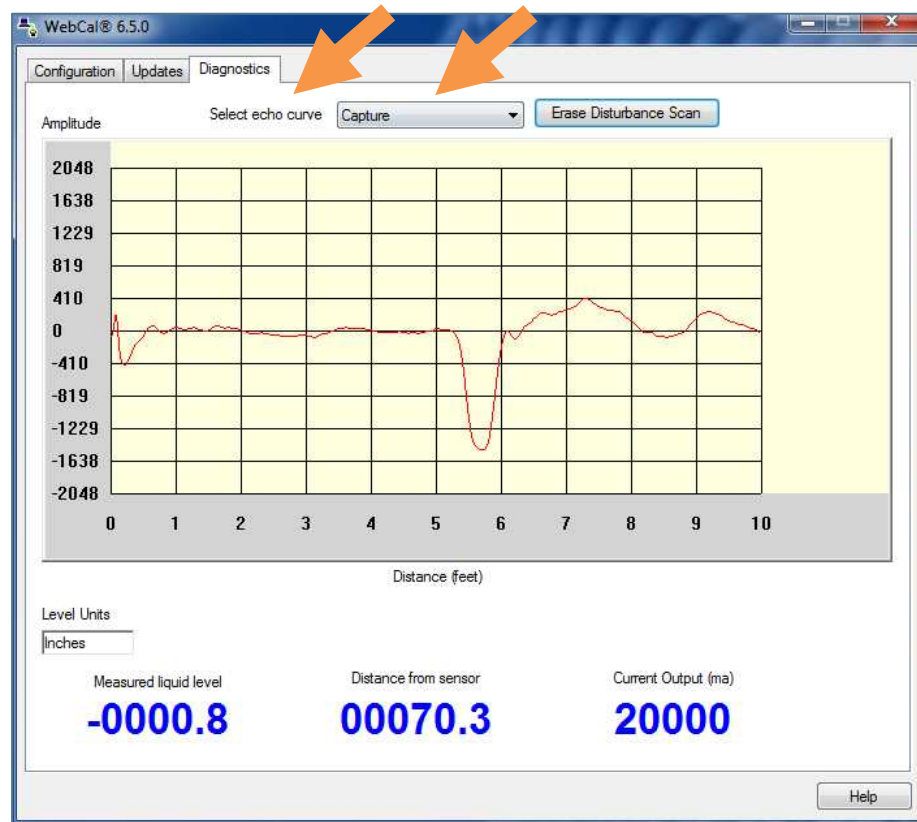 WebCal® 6.5.0
Configuration Updates Diagnostics
Select echo curve Capture Erase Disturbance Scan
Amplitude
2048
1638
1229
819
410
0
-410
-819
-1229
-1638
-2048
0 1 2 3 4 5 6 7 8 9 10
Distance (feet)
Level Units
Inches
Measured liquid level Distance from sensor Current Output (ma)
-0000.8 00070.3 20000
Help